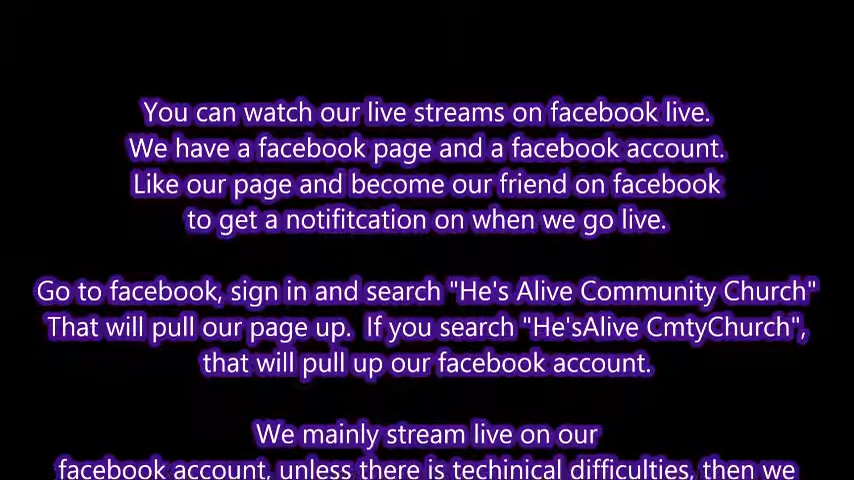 You can watch our live streams on facebook live.
We have a facebook page and a facebook account.
Like our page and become our friend on facebook
to get a notifitcation on when we go live.
Go to facebook, sign in and search "He's Alive Community Church"
That will pull our page up.  If you search "He'sAlive CmtyChurch",
that will pull up our facebook account.
We mainly stream live on our
facebook account, unless there is techinical difficulties, then we